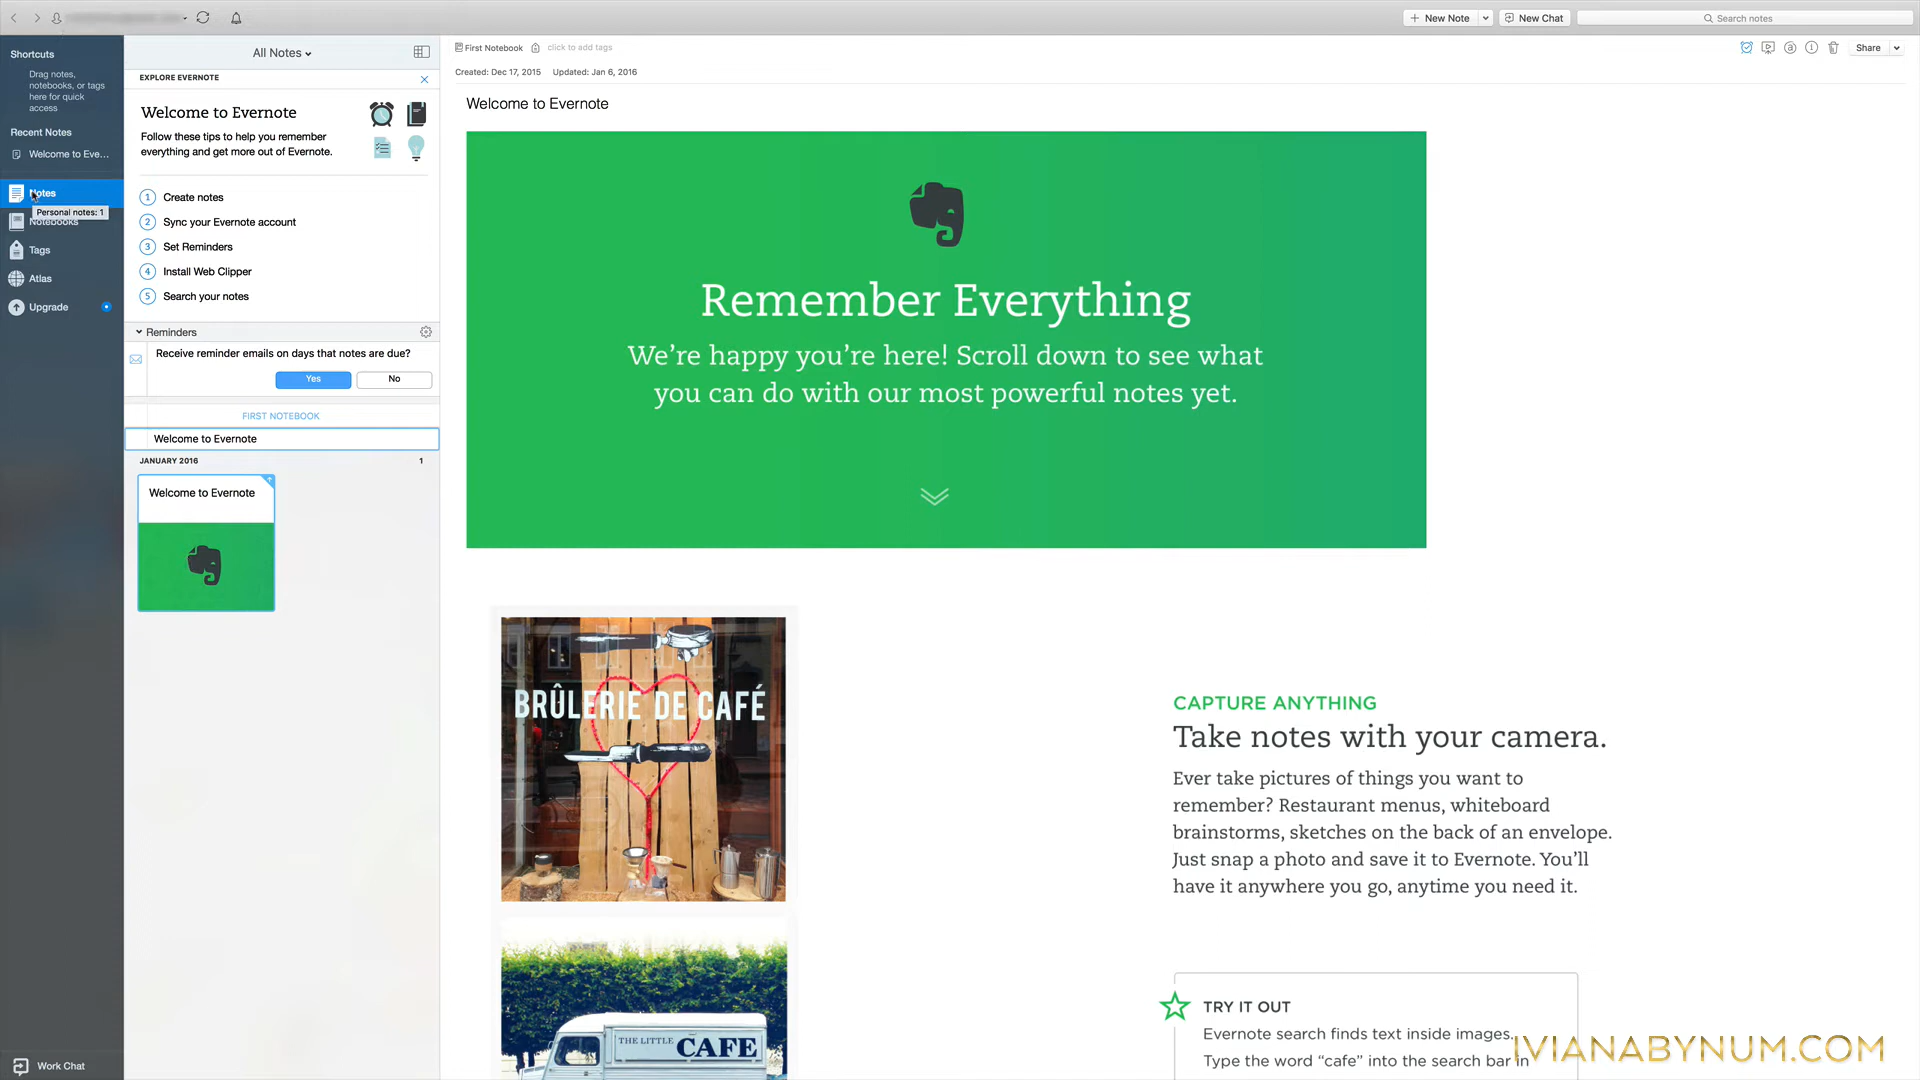 New Note
New Chat
Search notes
Shortcuts
Drag notes,
notebooks, or tags
here for quick
access
Recent Notes
Welcome to Eve...
Notes
Personal notes: 1
Notebooks
Tags
Atlas
Upgrade
Work Chat
All Notes
EXPLORE EVERNOTE
Welcome to Evernote
Follow these tips to help you remember
everything and get more out of Evernote.
1 Create notes
2 Sync your Evernote account
3 Set Reminders
4 Install Web Clipper
5 Search your notes
Reminders
Receive reminder emails on days that notes are due?
Yes No
FIRST NOTEBOOK
Welcome to Evernote
JANUARY 2016 1
Welcome to Evernote
First Notebook click to add tags
Share
Created: Dec 17, 2015 Updated: Jan 6, 2016
Welcome to Evernote
Remember Everything
We’re happy you’re here! Scroll down to see what
you can do with our most powerful notes yet.
BRÛLERIE DE CAFÉ
THE LITTLE CAFE
CAPTURE ANYTHING
Take notes with your camera.
Ever take pictures of things you want to
remember? Restaurant menus, whiteboard
brainstorms, sketches on the back of an envelope.
Just snap a photo and save it to Evernote. You’ll
have it anywhere you go, anytime you need it.
TRY IT OUT
Evernote search finds text inside images.
Type the word “cafe” into the search bar in
IVIANABYNUM.COM